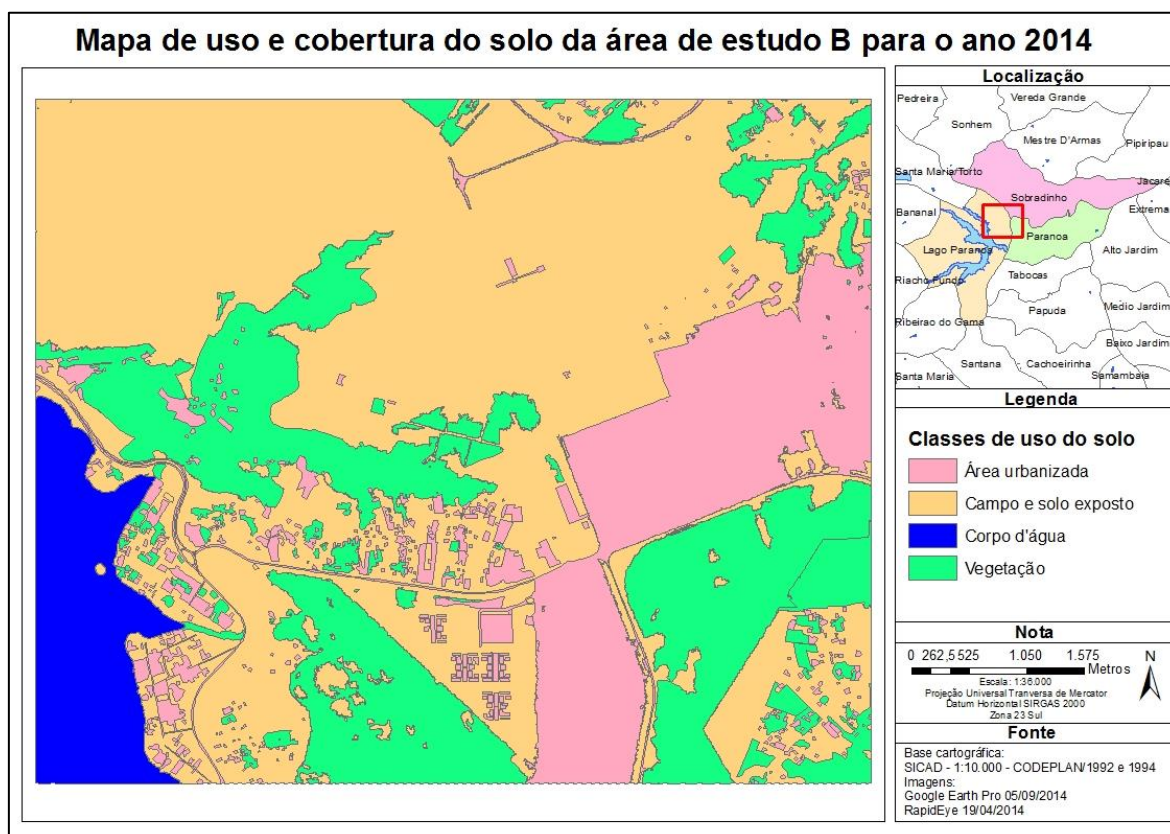 Mapa de uso e cobertura do solo da área de estudo B para o ano 2014
Localização
Pedreira
Vereda Grande
Sonhem
Mestre D'Armas
Pipiripau
Santa Maria/Torto
Jacaré
Sobradinho
Bananal
Extrema
Paranoa
Lago Paranoa
Alto Jardim
Riacho Fundo
Tabocas
Ribeirao do Gama
Papuda
Medio Jardim
Baixo Jardim
Santana
Cachoeirinha
Santa Maria
Samambaia
Legenda
Classes de uso do solo
Área urbanizada
Campo e solo exposto
Corpo d'água
Vegetação
Nota
0 262,5525 1.050 1.575
Metros
N
Escala: 1:36.000
Projeção Universal Tranversa de Mercator
Datum Horizontal SIRGAS 2000
Zona 23 Sul
Fonte
Base cartográfica:
SICAD - 1:10.000 - CODEPLAN/1992 e 1994
Imagens:
Google Earth Pro 05/09/2014
RapidEye 19/04/2014